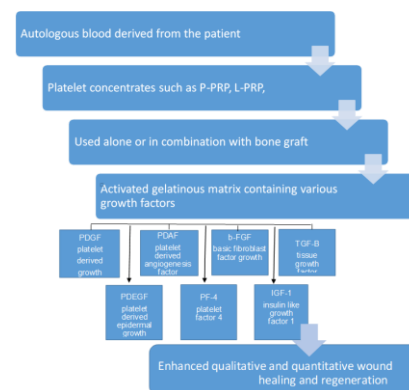 Autologous blood derived from the patient
Platelet concentrates such as P-PRP, L-PRP,
Used alone or in combination with bone graft
Activated gelatinous matrix containing various
growth factors
PDGF
platelet
derived
growth
PDAF
platelet derived
angiogenesis
factor
b-FGF
basic fibroblast
factor growth
TGF-B
tissue
growth
factor
PDEGF
platelet
derived
epidermal
growth
PF-4
platelet
factor 4
IGF-1
insulin like
growth
factor 1
Enhanced qualitative and quantitative wound
healing and regeneration